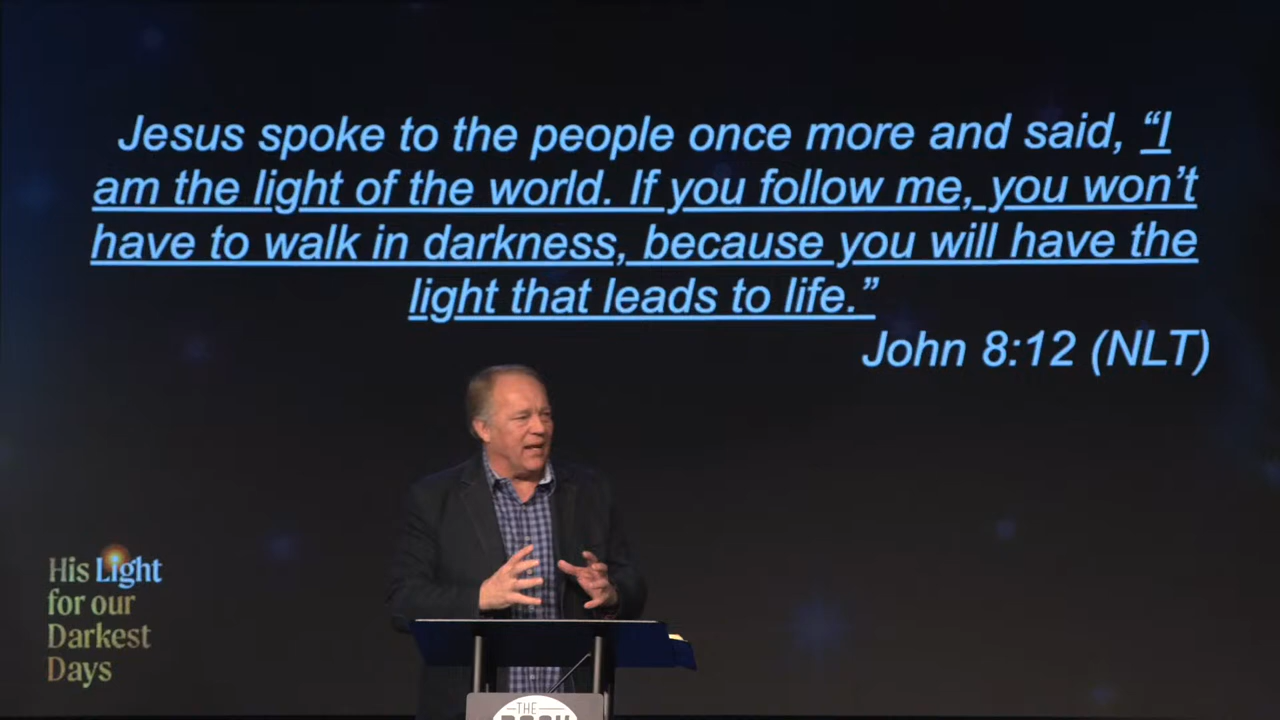 Jesus spoke to the people once more and said, “I
am the light of the world. If you follow me, you won’t
have to walk in darkness, because you will have the
light that leads to life.”
John 8:12 (NLT)
His Light
for our
Darkest
Days
THE